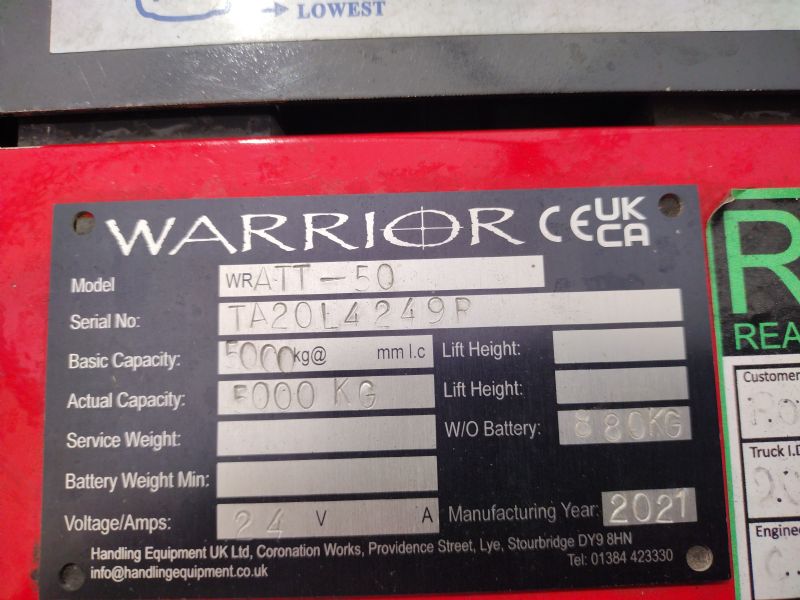 LOWEST
WARRIOR CE UK CA
Model WRATT-50
Serial No: TA20L4249R
Basic Capacity: 5000kg@ mm l.c Lift Height:
Actual Capacity: 5000 KG Lift Height:
Service Weight: W/O Battery: 880KG
Battery Weight Min:
Voltage/Amps: 24 V A Manufacturing Year: 2021
Handling Equipment UK Ltd, Coronation Works, Providence Street, Lye, Stourbridge DY9 8HN
info@handlingequipment.co.uk Tel: 01384 423330
R
REA
Customer
Truck I.D
Engine